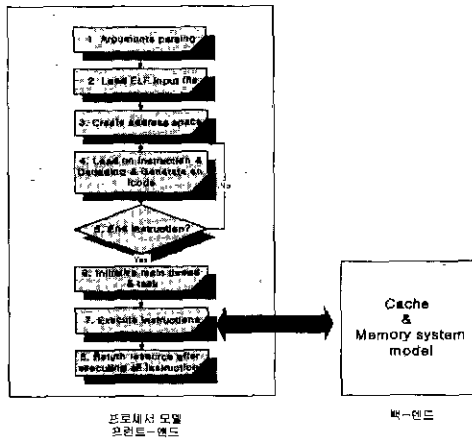 1. Arguments parsing
2. Load ELF input file
3. Create address space
4. Load an instruction &
Decoding & Generate an
Icode
No
5. End instruction?
Yes
6. Initialize main thread
& task
7. Execute instructions
8. Return resource after
executing all instruction
Cache
&
Memory system
model
프로세서 모델
프런트-엔드
백-엔드